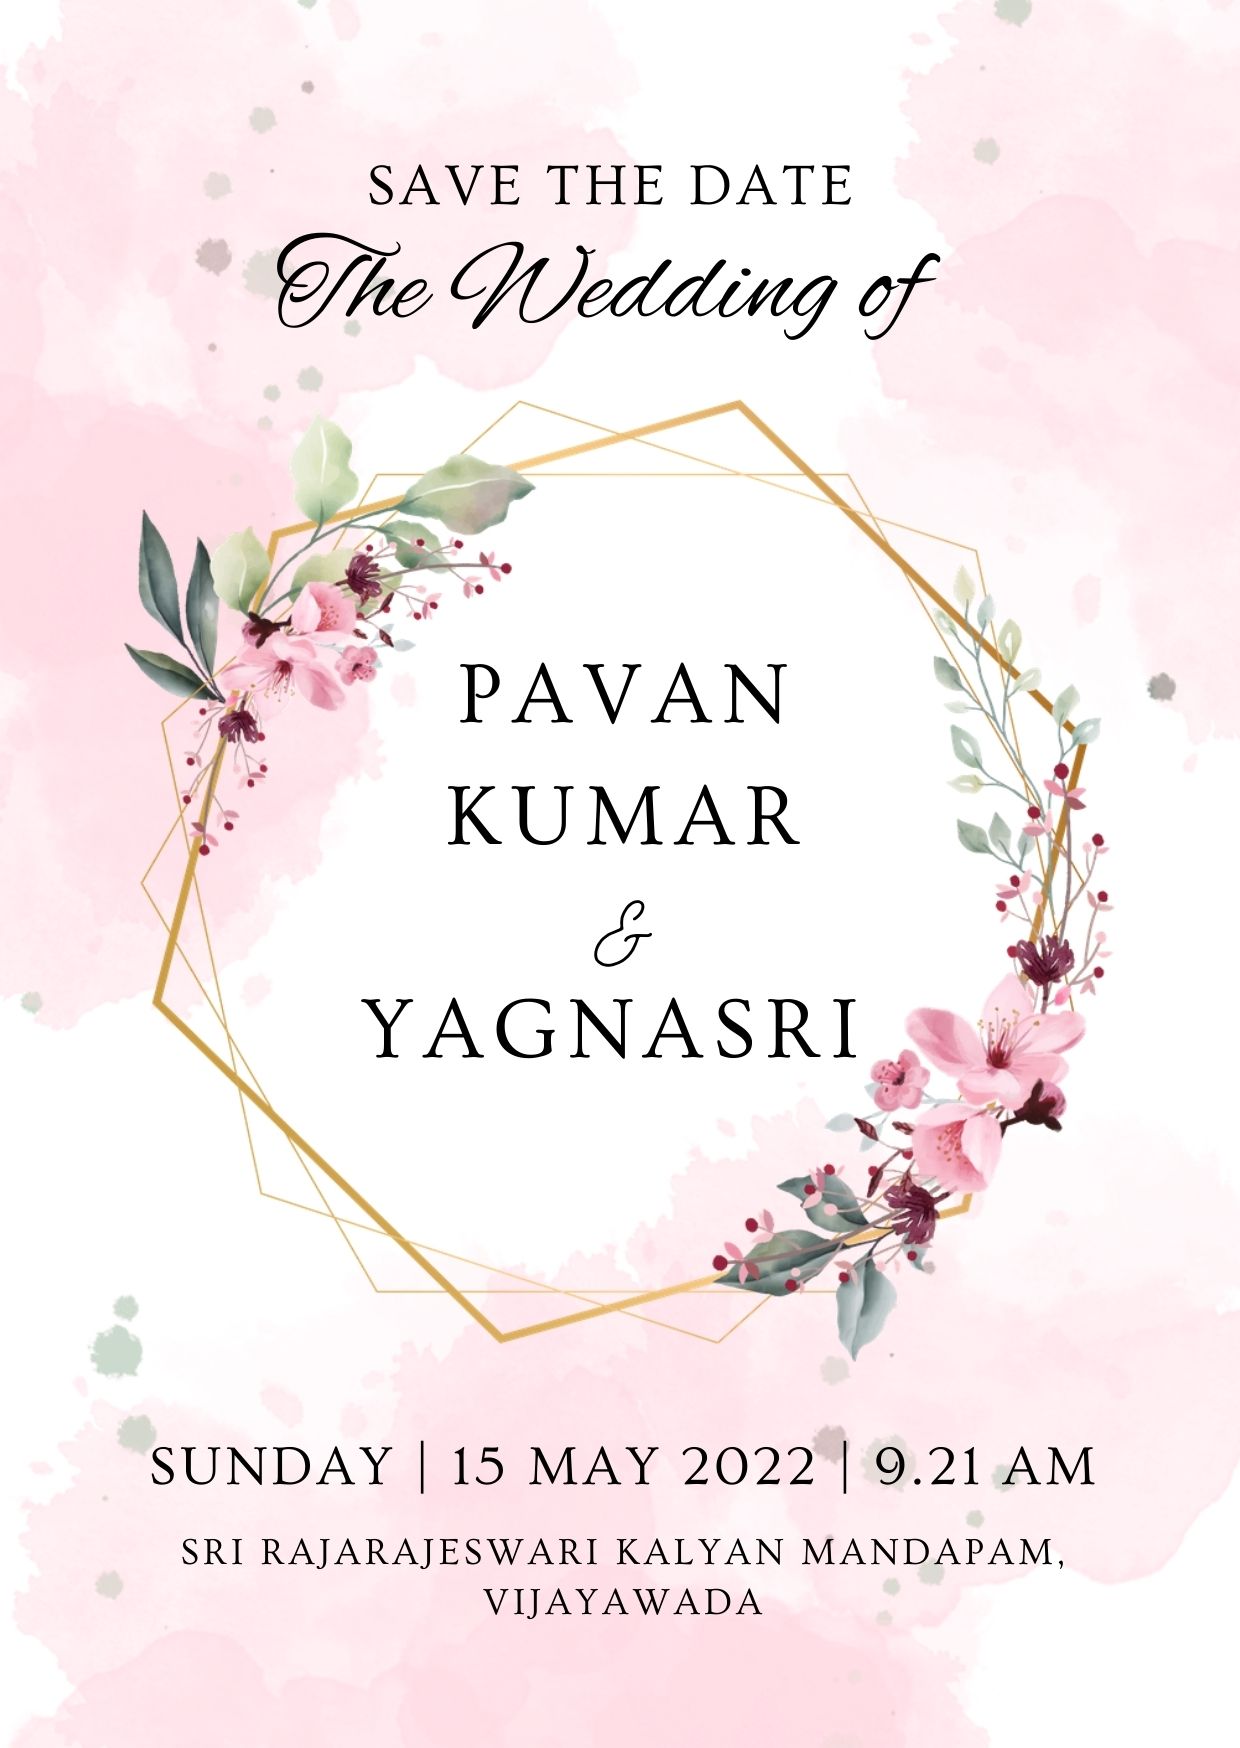 SAVE THE DATE
The Wedding of
PAVAN
KUMAR
&
YAGNASRI
SUNDAY | 15 MAY 2022 | 9.21 AM
SRI RAJARAJESWARI KALYAN MANDAPAM,
VIJAYAWADA